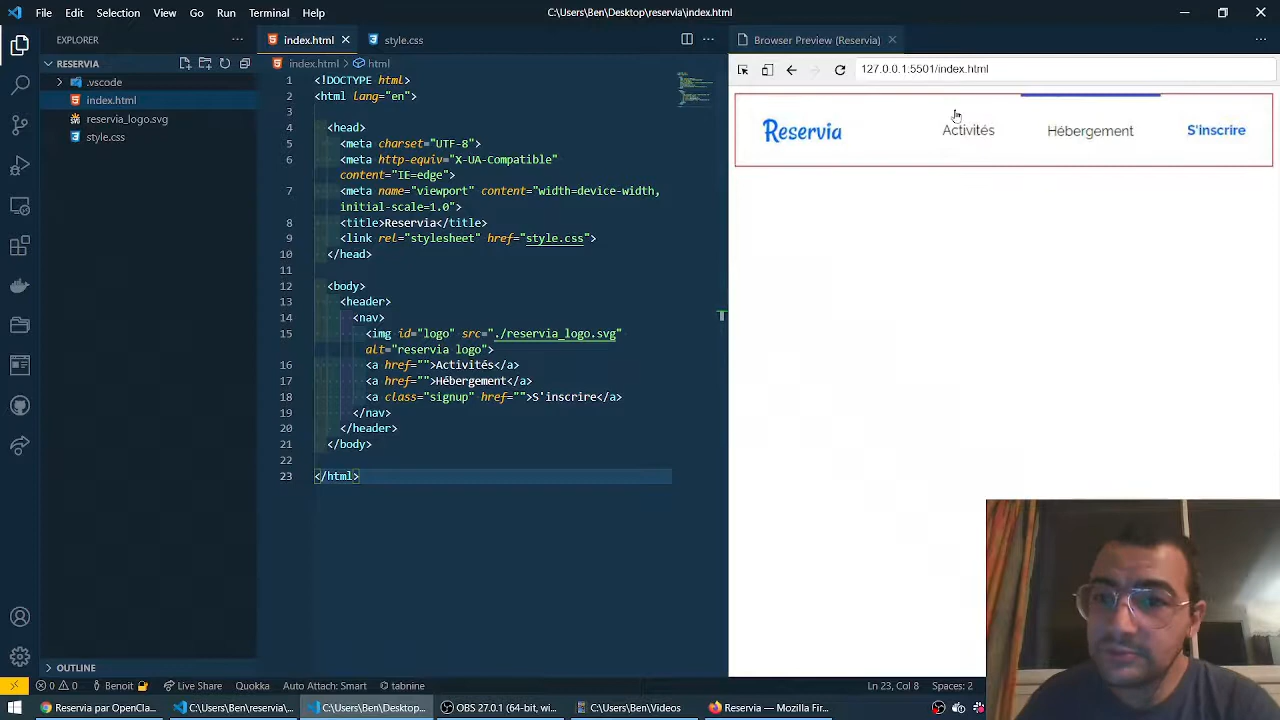 File Edit Selection View Go Run Terminal Help
C:\Users\Ben\Desktop\reservia\index.html
EXPLORER
index.html
style.css
Browser Preview (Reservia)
RESERVIA
index.html > html
127.0.0.1:5501/index.html
.vscode
index.html
reservia_logo.svg
style.css
1 <!DOCTYPE html>
2 <html lang="en">
3
4 <head>
5 <meta charset="UTF-8">
6 <meta http-equiv="X-UA-Compatible"
content="IE=edge">
7 <meta name="viewport" content="width=device-width,
initial-scale=1.0">
8 <title>Reservia</title>
9 <link rel="stylesheet" href="style.css">
10 </head>
11
12 <body>
13 <header>
14 <nav>
15 <img id="logo" src="./reservia_logo.svg"
alt="reservia logo">
16 <a href="">Activités</a>
17 <a href="">Hébergement</a>
18 <a class="signup" href="">S'inscrire</a>
19 </nav>
20 </header>
21 </body>
22
23 </html>
Reservia Activités Hébergement S'inscrire
OUTLINE
0 0 Benoit Live Share Quokka Auto Attach: Smart tabnine
Ln 23, Col 8 Spaces: 2
Reservia par OpenCla... C:\Users\Ben\reservia\... C:\Users\Ben\Desktop... OBS 27.0.1 (64-bit, wi... C:\Users\Ben\Videos Reservia — Mozilla Fir...